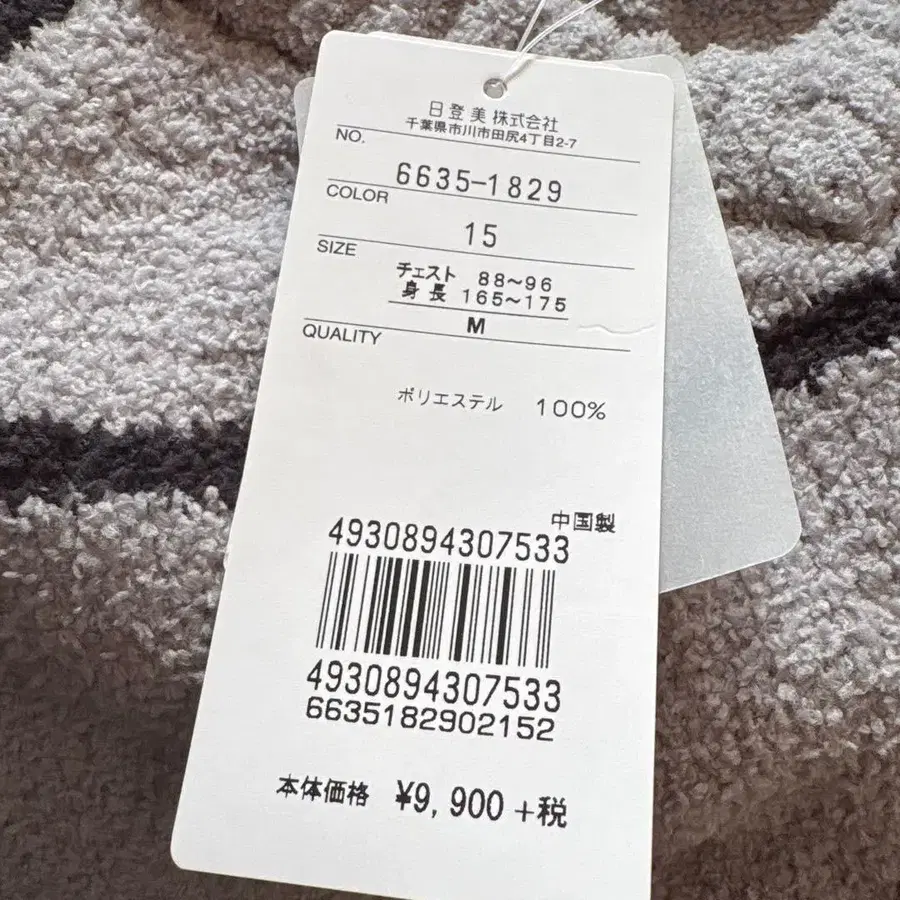 日登美株式会社
千葉県市川市田尻4丁目2-7
NO.
6635-1829
COLOR
15
SIZE
チェスト 88~96
身長 165~175
M
QUALITY
ポリエステル 100%
中国製
4930894307533
4930894307533
6635182902152
本体価格 ¥9,900+税